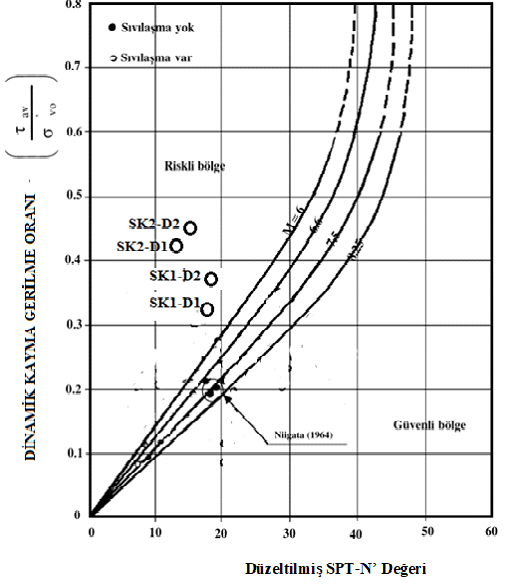 0.8
● Sıvılaşma yok
○ Sıvılaşma var
0.7
0.6
Riskli bölge
0.5
SK2-D2
SK2-D1
M=6
6.6
7.5
8.25
0.4
SK1-D2
SK1-D1
0.3
0.2
Güvenli bölge
Niigata (1964)
0.1
0
0 10 20 30 40 50 60
DİNAMİK KAYMA GERİLME ORANI - (τav / σ'vo)
Düzeltilmiş SPT-N’ Değeri